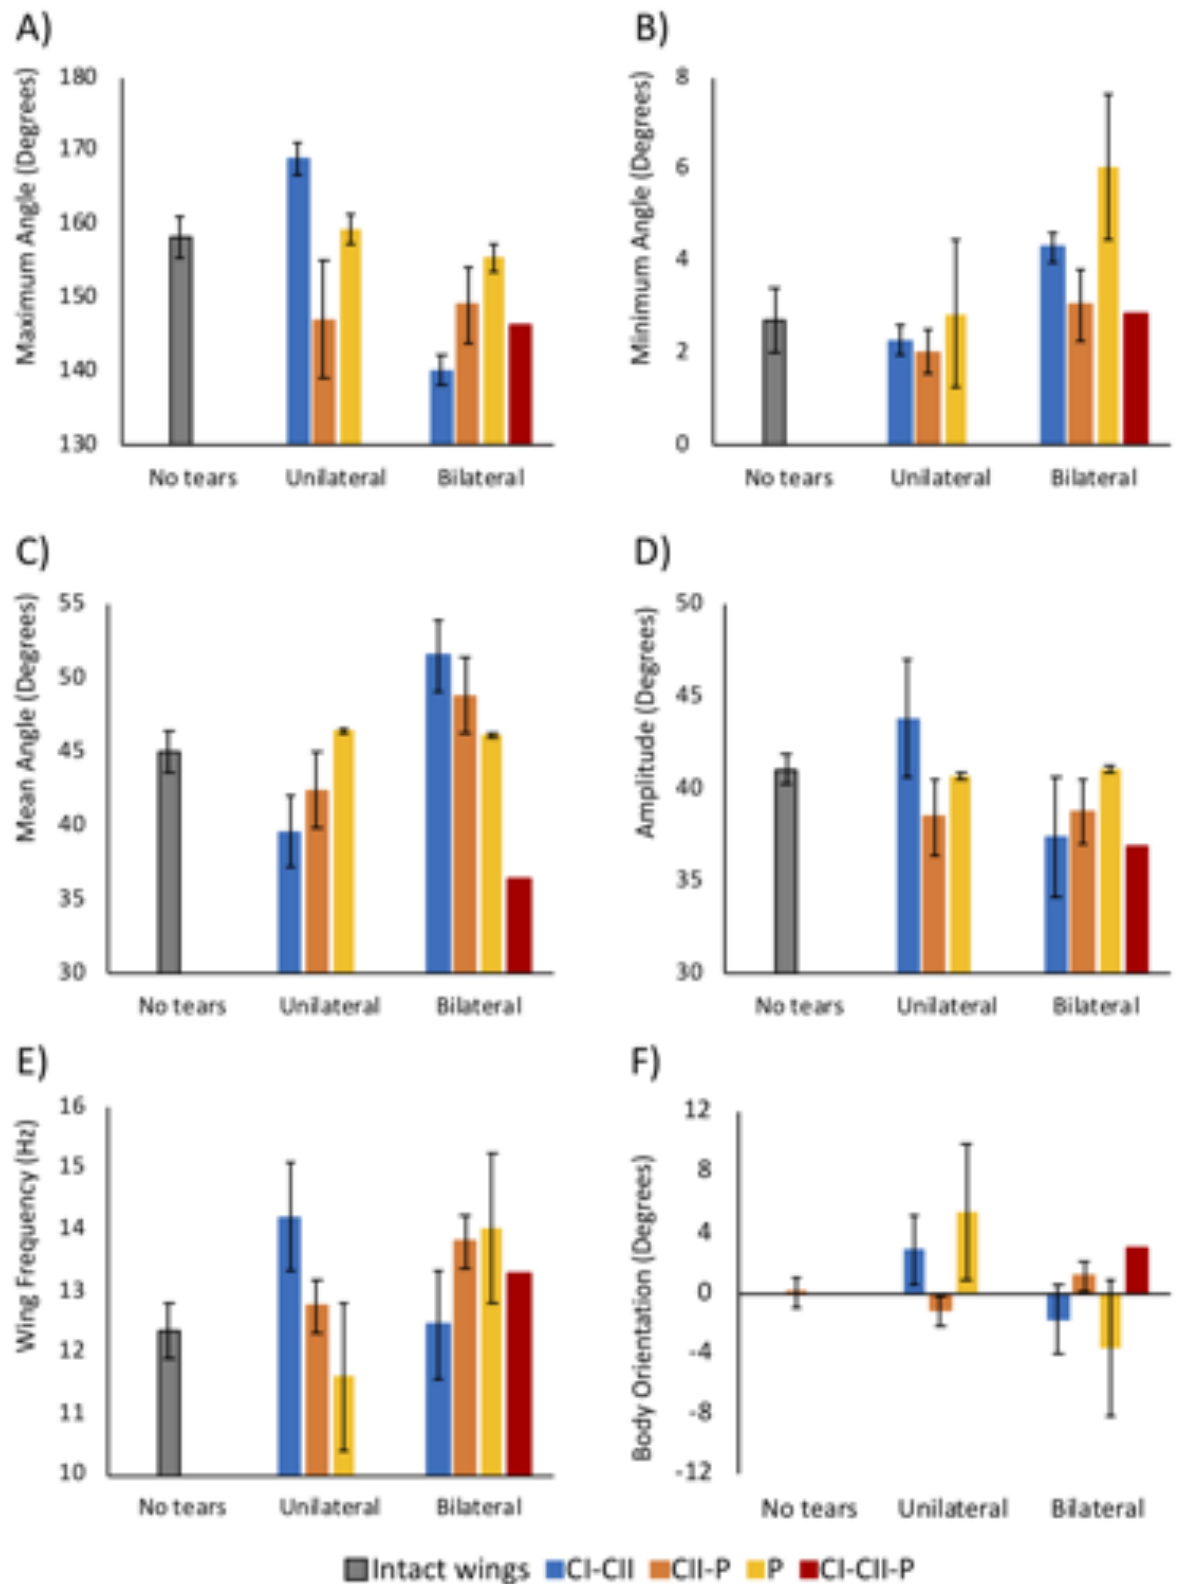 A)
Maximum Angle (Degrees)
180
170
160
150
140
130
No tears Unilateral Bilateral
B)
Minimum Angle (Degrees)
8
6
4
2
0
No tears Unilateral Bilateral
C)
Mean Angle (Degrees)
55
50
45
40
35
30
No tears Unilateral Bilateral
D)
Amplitude (Degrees)
50
45
40
35
30
No tears Unilateral Bilateral
E)
Wing Frequency (Hz)
16
15
14
13
12
11
10
No tears Unilateral Bilateral
F)
Body Orientation (Degrees)
12
8
4
0
-4
-8
-12
No tears Unilateral Bilateral
Intact wings CI-CII CII-P P CI-CII-P